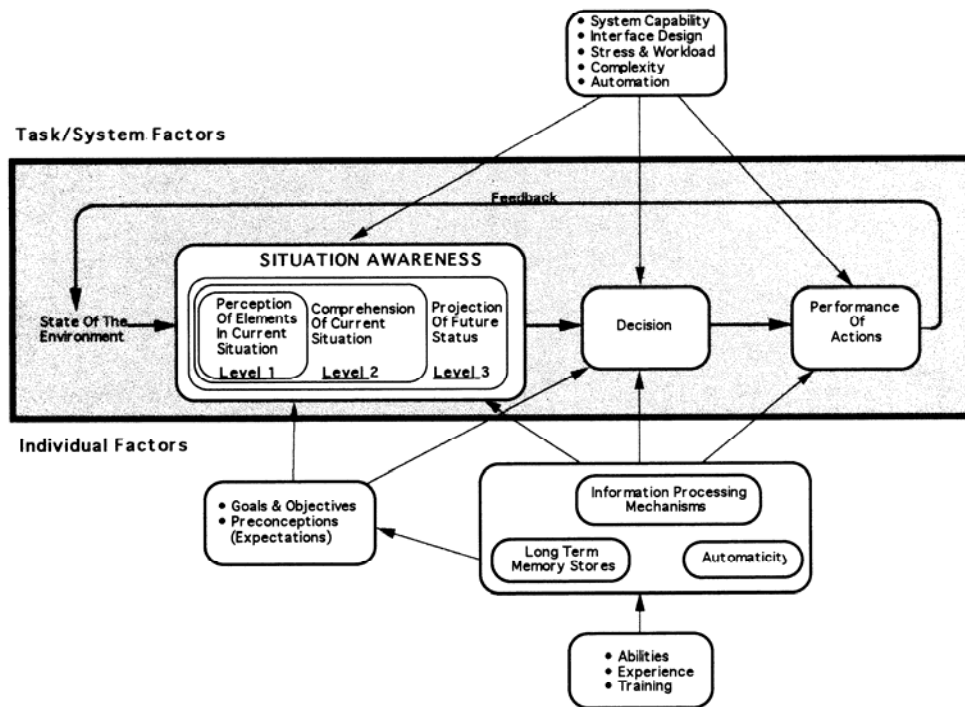 • System Capability
• Interface Design
• Stress & Workload
• Complexity
• Automation
Task/System Factors
Feedback
SITUATION AWARENESS
State Of The
Environment
Perception
Of Elements
In Current
Situation
Level 1
Comprehension
Of Current
Situation
Level 2
Projection
Of Future
Status
Level 3
Decision
Performance
Of
Actions
Individual Factors
• Goals & Objectives
• Preconceptions
(Expectations)
Information Processing
Mechanisms
Long Term
Memory Stores
Automaticity
• Abilities
• Experience
• Training